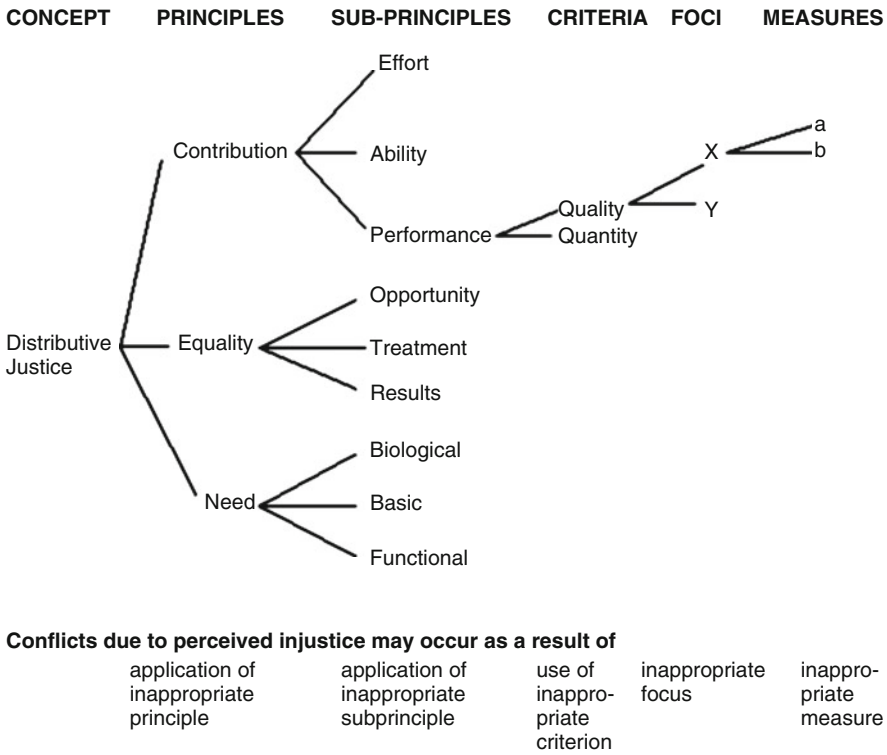 CONCEPT PRINCIPLES SUB-PRINCIPLES CRITERIA FOCI MEASURES
Effort
a
Contribution Ability X b
Quality Y
Performance Quantity
Opportunity
Distributive Equality Treatment
Justice
Results
Biological
Need Basic
Functional
Conflicts due to perceived injustice may occur as a result of
application of application of use of inappropriate inappro-
inappropriate inappropriate inappro- focus priate
principle subprinciple priate measure
criterion